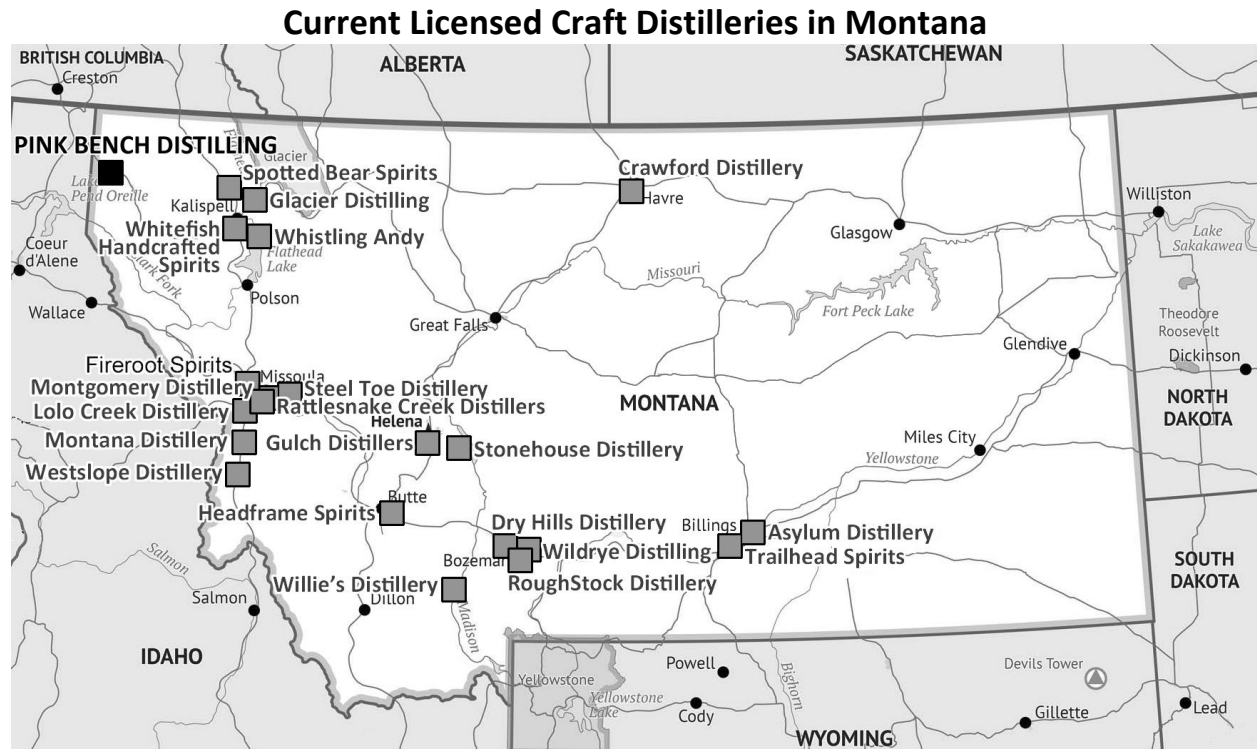 Current Licensed Craft Distilleries in Montana
BRITISH COLUMBIA
Creston
ALBERTA
SASKATCHEWAN
PINK BENCH DISTILLING
Glacier
Lake
Pend Oreille
Spotted Bear Spirits
Kalispell
Glacier Distilling
Whitefish
Handcrafted
Spirits
Whistling Andy
Flathead
Lake
Crawford Distillery
Havre
Williston
Lake
Sakakawea
Glasgow
Coeur
d'Alene
Clark Fork
Missouri
Polson
Wallace
Fort Peck Lake
Great Falls
Theodore
Roosevelt
Glendive
Dickinson
Fireroot Spirits
Missoula
Montgomery Distillery
Steel Toe Distillery
Lolo Creek Distillery
Rattlesnake Creek Distillers
MONTANA
NORTH
DAKOTA
Helena
Montana Distillery
Gulch Distillers
Stonehouse Distillery
Miles City
Yellowstone
Westslope Distillery
Butte
Headframe Spirits
Dry Hills Distillery
Billings
Asylum Distillery
Wildrye Distilling
Trailhead Spirits
Bozeman
RoughStock Distillery
SOUTH
DAKOTA
Salmon
Willie's Distillery
Salmon
Dillon
Madison
IDAHO
Yellowstone
Yellowstone
Lake
Powell
Cody
Bighorn
Devils Tower
Gillette
Lead
WYOMING